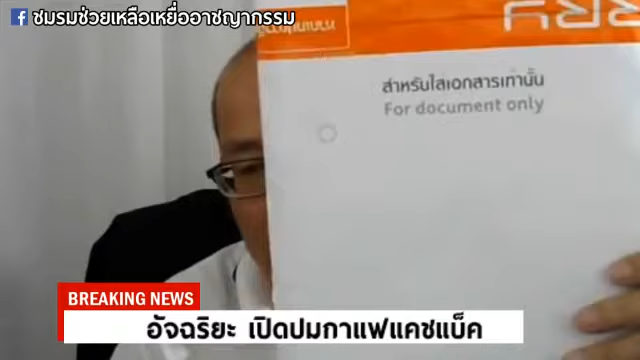 ชมรมช่วยเหลือเหยื่ออาชญากรรม
RRY
สำหรับใส่เอกสารเท่านั้น
For document only
BREAKING NEWS
อัจฉริยะ เปิดปมกาแฟแคชแบ็ค